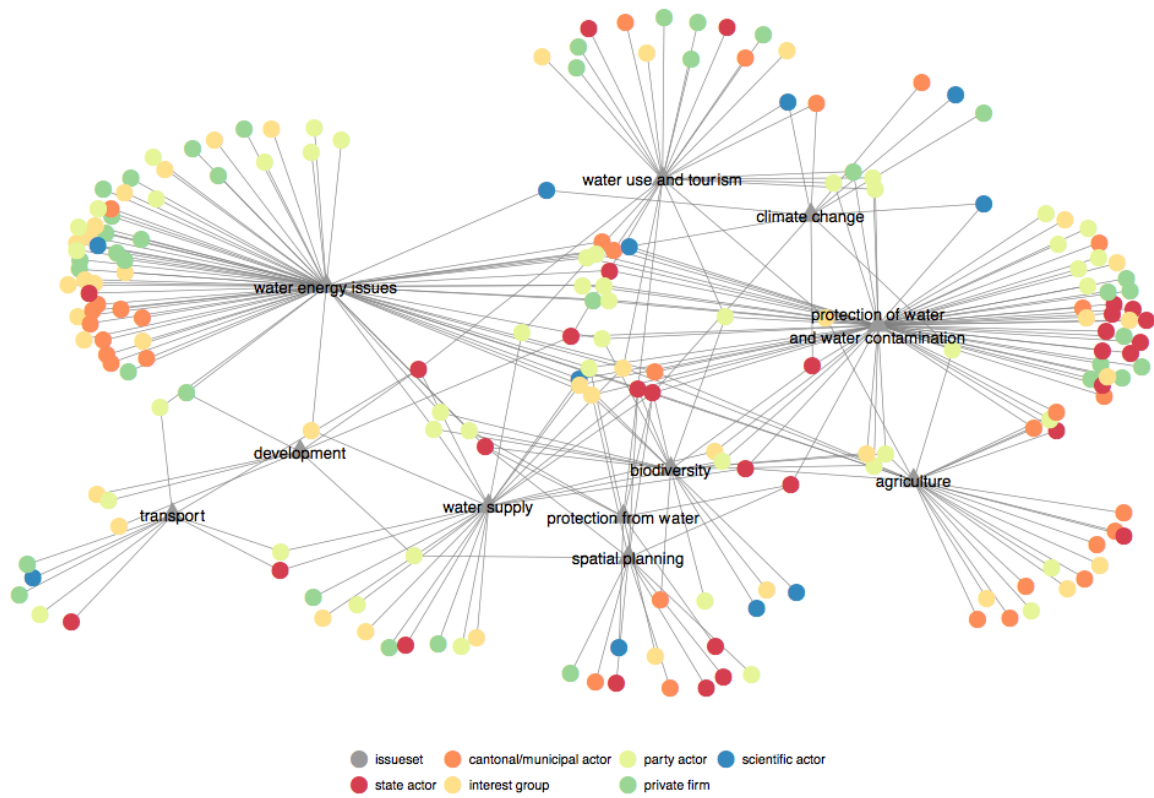 water use and tourism
climate change
water energy issues
protection of water
and water contamination
development
biodiversity
agriculture
water supply
transport
protection from water
spatial planning
issueset
cantonal/municipal actor
party actor
scientific actor
state actor
interest group
private firm